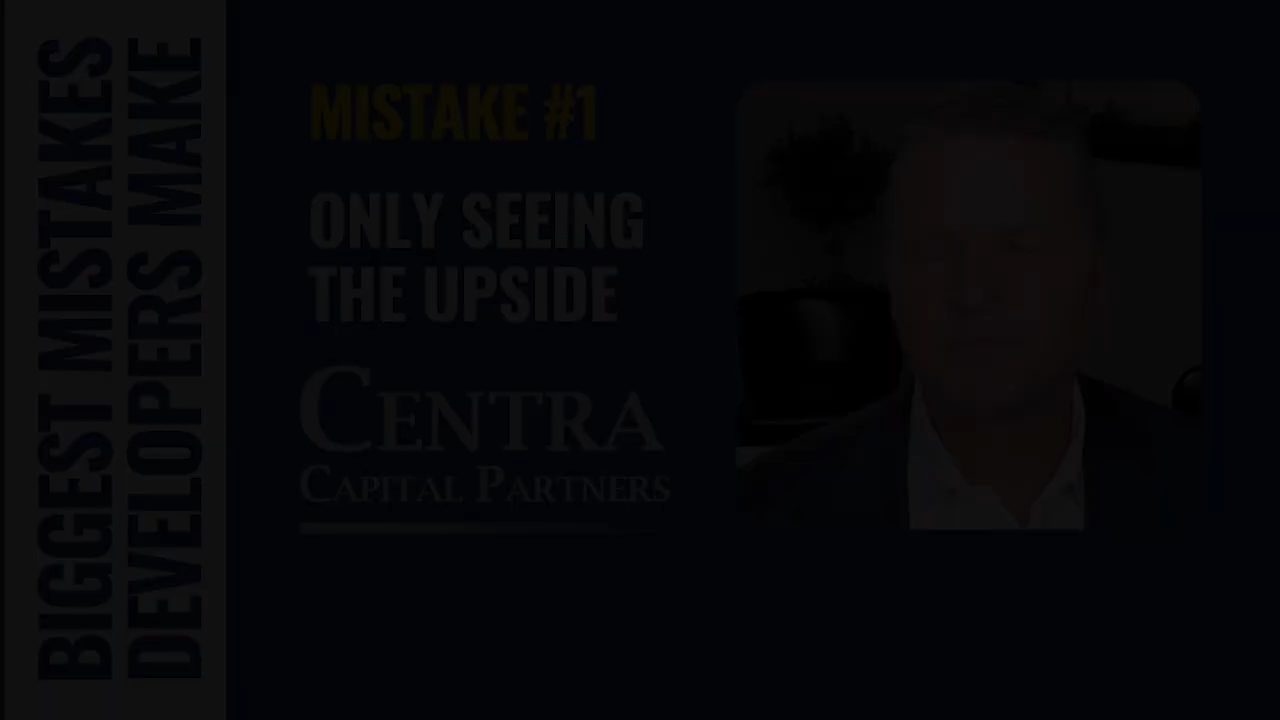 BIGGEST MISTAKES
DEVELOPERS MAKE
MISTAKE #1
ONLY SEEING
THE UPSIDE
CENTRA
CAPITAL PARTNERS